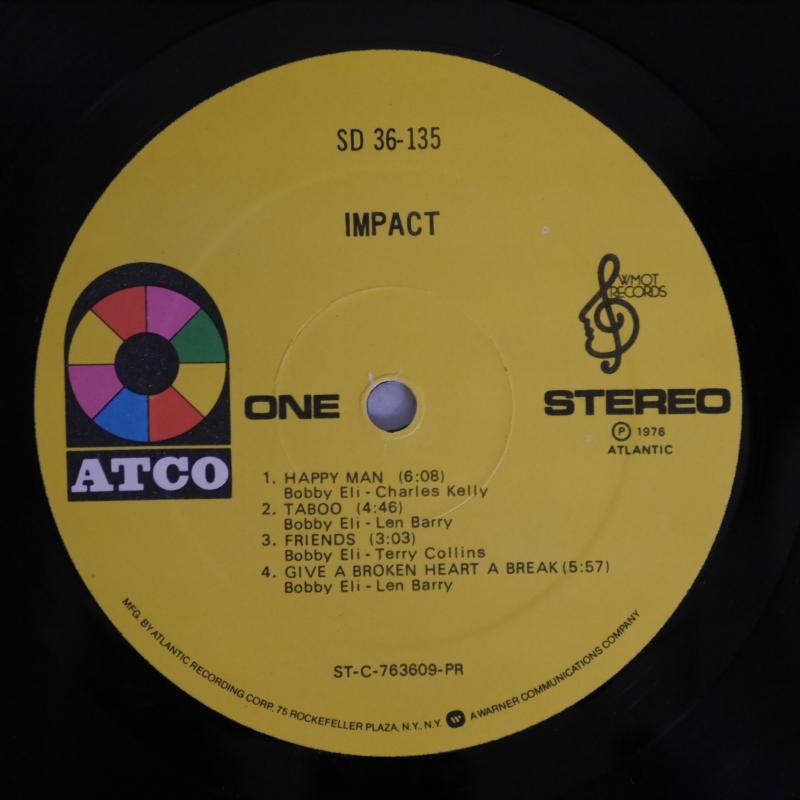 SD 36-135
IMPACT
WMOT
RECORDS
ATCO
ONE
STEREO
Ⓟ 1976
ATLANTIC
1. HAPPY MAN (6:08)
Bobby Eli - Charles Kelly
2. TABOO (4:46)
Bobby Eli - Len Barry
3. FRIENDS (3:03)
Bobby Eli - Terry Collins
4. GIVE A BROKEN HEART A BREAK (5:57)
Bobby Eli - Len Barry
ST-C-763609-PR
MFG. BY ATLANTIC RECORDING CORP. 75 ROCKEFELLER PLAZA, N.Y., N.Y. A WARNER COMMUNICATIONS COMPANY